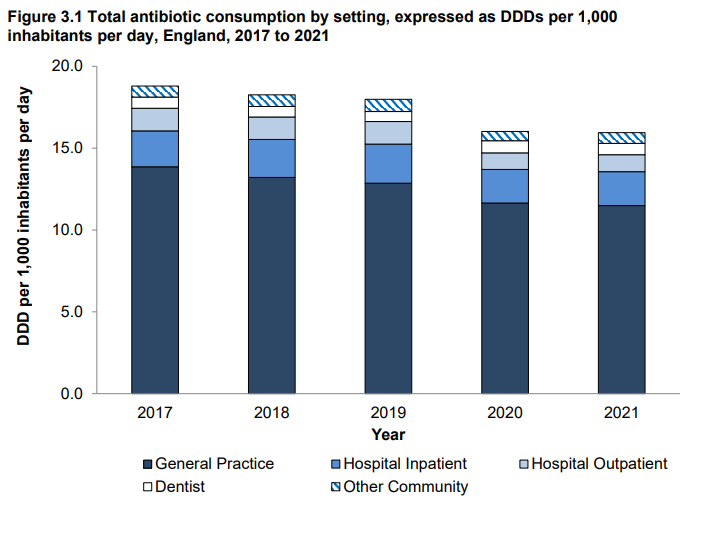 Figure 3.1 Total antibiotic consumption by setting, expressed as DDDs per 1,000
inhabitants per day, England, 2017 to 2021
DDD per 1,000 inhabitants per day
20.0
15.0
10.0
5.0
0.0
2017 2018 2019 2020 2021
Year
General Practice Hospital Inpatient Hospital Outpatient
Dentist Other Community